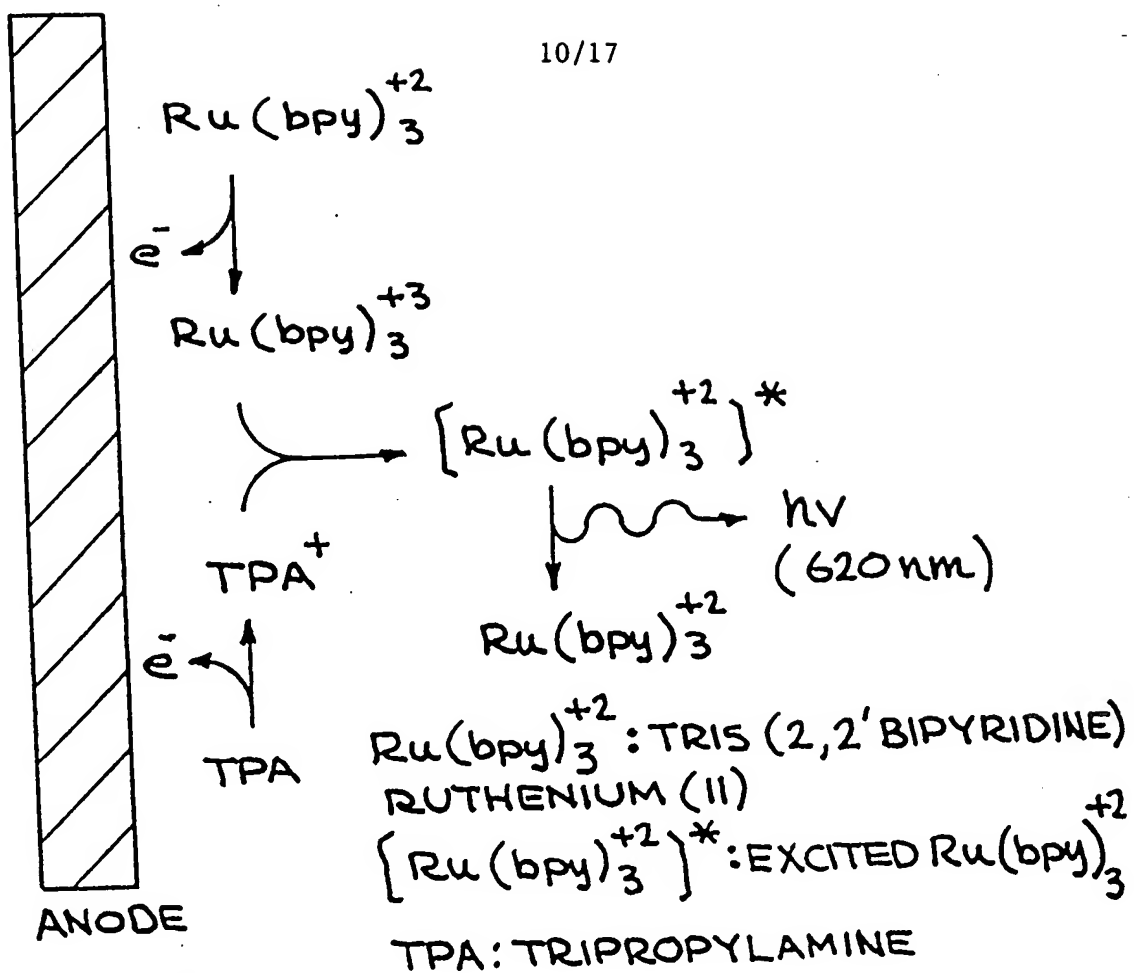 10/17
Ru(bpy)₃⁺²
e⁻
Ru(bpy)₃⁺³
[Ru(bpy)₃⁺²]*
hν
(620nm)
TPA⁺
Ru(bpy)₃⁺²
e⁻
TPA
Ru(bpy)₃⁺² : TRIS (2,2' BIPYRIDINE)
RUTHENIUM (II)
[Ru(bpy)₃⁺²]* : EXCITED Ru(bpy)₃⁺²
ANODE
TPA : TRIPROPYLAMINE